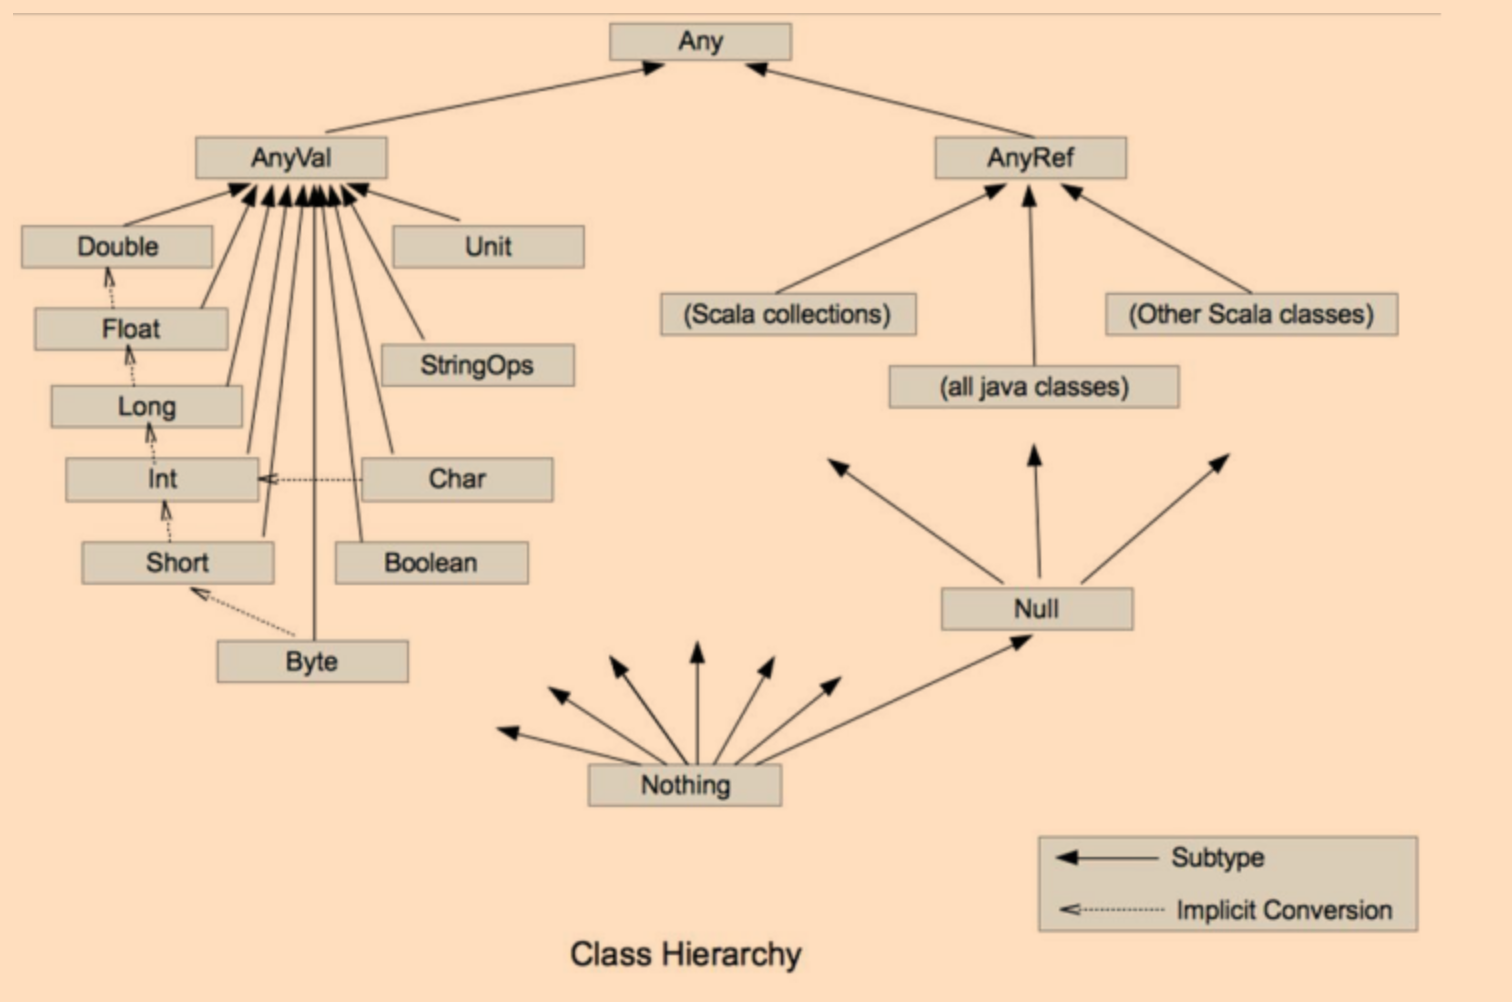 Any
AnyVal
AnyRef
Double
Unit
(Scala collections)
(Other Scala classes)
Float
StringOps
(all java classes)
Long
Int
Char
Short
Boolean
Null
Byte
Nothing
Subtype
Implicit Conversion
Class Hierarchy